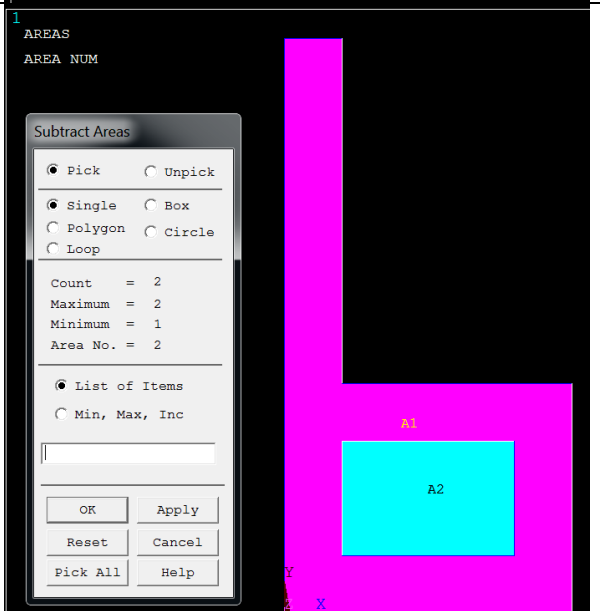 1
AREAS
AREA NUM
Subtract Areas
Pick Unpick
Single Box
Polygon Circle
Loop
Count = 2
Maximum = 2
Minimum = 1
Area No. = 2
List of Items
Min, Max, Inc
OK Apply
Reset Cancel
Pick All Help
A1
A2
Y
Z X